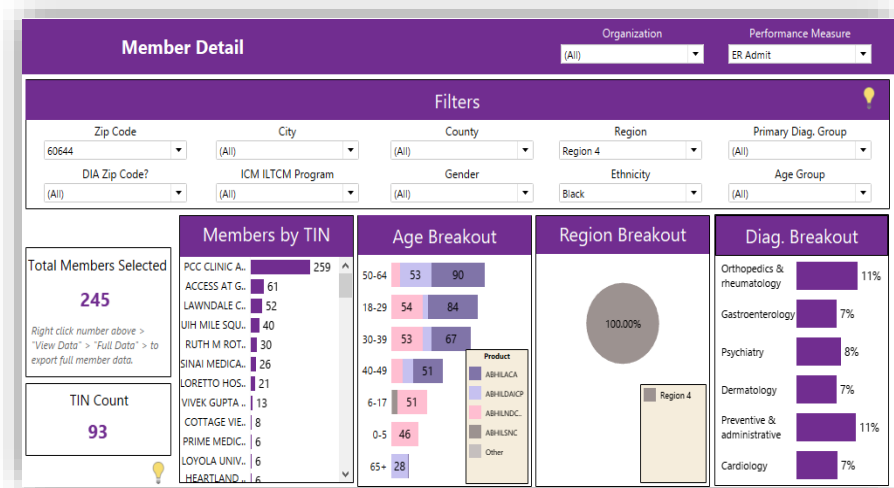 Member Detail
Organization
(All)
Performance Measure
ER Admit
Filters
Zip Code
60644
City
(All)
County
(All)
Region
Region 4
Primary Diag. Group
(All)
DIA Zip Code?
(All)
ICM ILTCM Program
(All)
Gender
(All)
Ethnicity
Black
Age Group
(All)
Total Members Selected
245
Right click number above >
"View Data" > "Full Data" > to
export full member data.
TIN Count
93
Members by TIN
PCC CLINIC A.. 259
ACCESS AT G.. 61
LAWNDALE C.. 52
UIH MILE SQU.. 40
RUTH M ROT.. 30
SINAI MEDICA.. 26
LORETTO HOS.. 21
VIVEK GUPTA .. 13
COTTAGE VIE.. 8
PRIME MEDIC.. 6
LOYOLA UNIV.. 6
HEARTLAND .. 6
Age Breakout
50-64 53 90
18-29 54 84
30-39 53 67
40-49 51
6-17 51
0-5 46
65+ 28
Product
ABHILACA
ABHILDAICP
ABHILNDC..
ABHILSNC
Other
Region Breakout
100.00%
Region 4
Diag. Breakout
Orthopedics &
rheumatology 11%
Gastroenterology 7%
Psychiatry 8%
Dermatology 7%
Preventive &
administrative 11%
Cardiology 7%